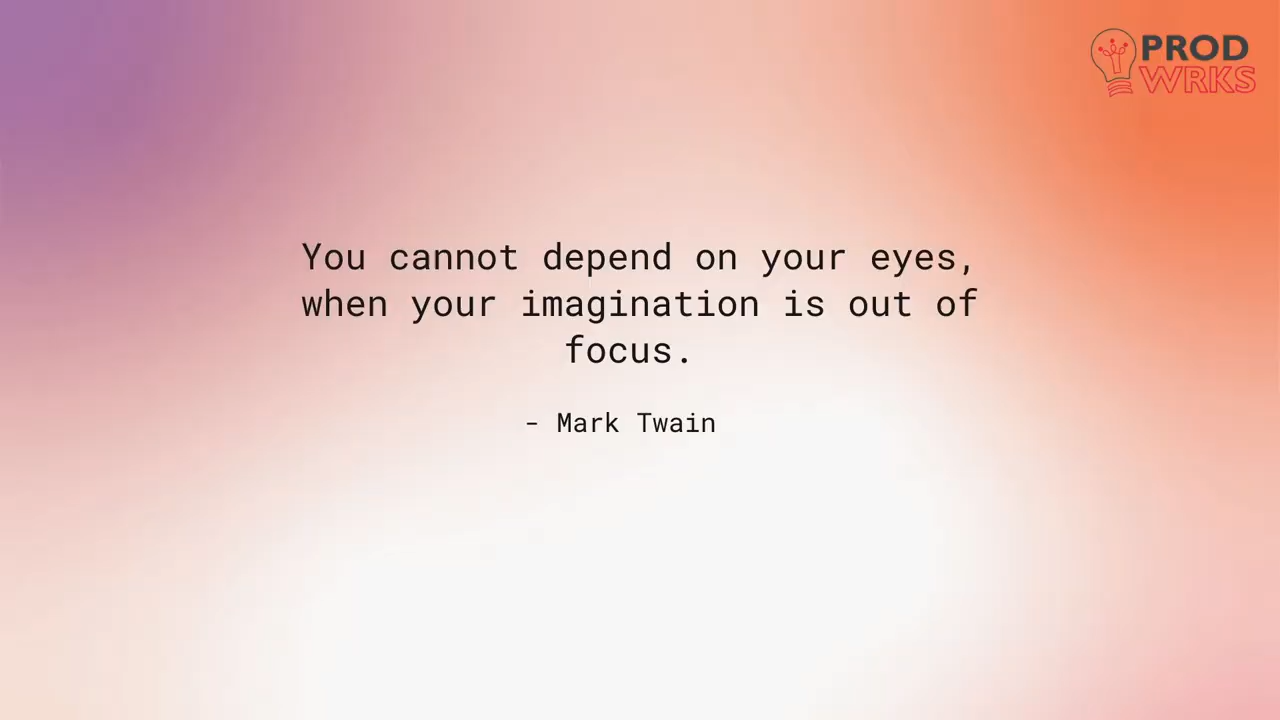 PROD
WRKS
You cannot depend on your eyes,
when your imagination is out of
focus.
- Mark Twain